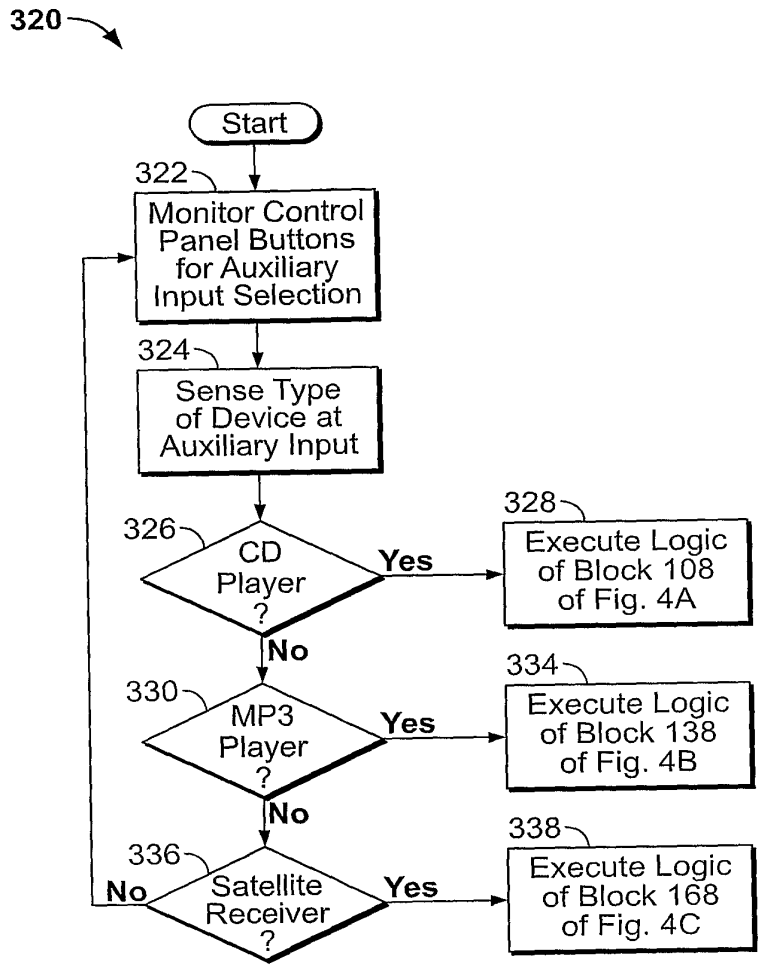 320
Start
322
Monitor Control
Panel Buttons
for Auxiliary
Input Selection
324
Sense Type
of Device at
Auxiliary Input
326
CD
Player
?
Yes
328
Execute Logic
of Block 108
of Fig. 4A
No
330
MP3
Player
?
Yes
334
Execute Logic
of Block 138
of Fig. 4B
No
336
Satellite
Receiver
?
No
Yes
338
Execute Logic
of Block 168
of Fig. 4C